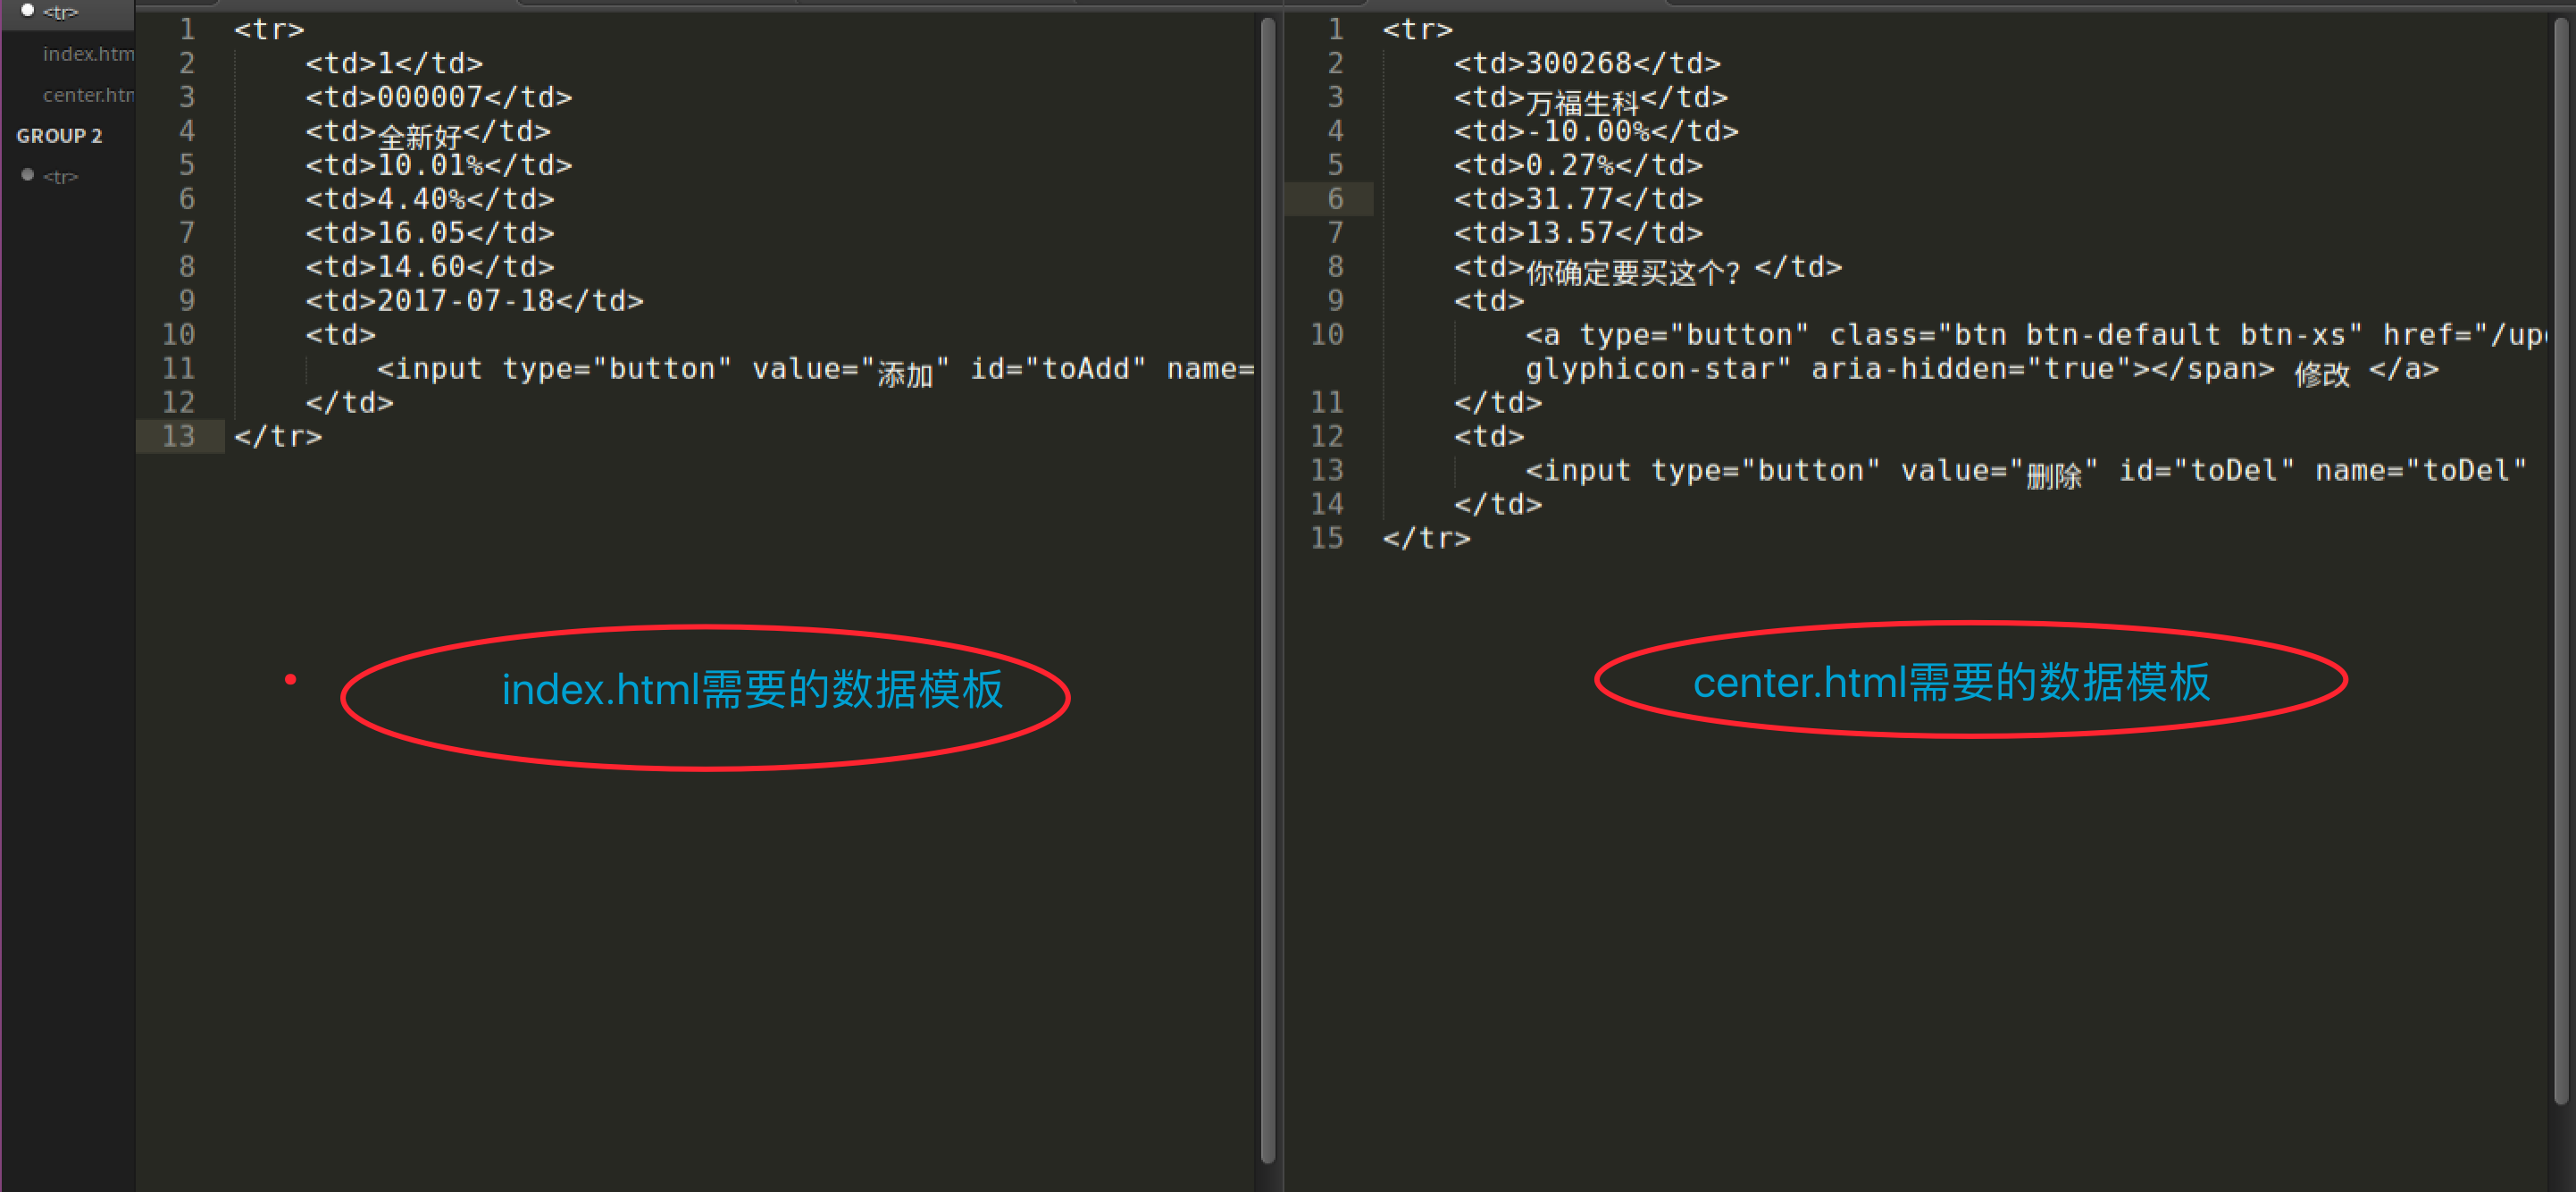 <tr>
index.htm
center.htm
GROUP 2
<tr>
1 <tr>
2 <td>1</td>
3 <td>000007</td>
4 <td>全新好</td>
5 <td>10.01%</td>
6 <td>4.40%</td>
7 <td>16.05</td>
8 <td>14.60</td>
9 <td>2017-07-18</td>
10 <td>
11 <input type="button" value="添加" id="toAdd" name=
12 </td>
13 </tr>
index.html需要的数据模板
1 <tr>
2 <td>300268</td>
3 <td>万福生科</td>
4 <td>-10.00%</td>
5 <td>0.27%</td>
6 <td>31.77</td>
7 <td>13.57</td>
8 <td>你确定要买这个？</td>
9 <td>
10 <a type="button" class="btn btn-default btn-xs" href="/up
glyphicon-star" aria-hidden="true"></span> 修改 </a>
11 </td>
12 <td>
13 <input type="button" value="删除" id="toDel" name="toDel"
14 </td>
15 </tr>
center.html需要的数据模板